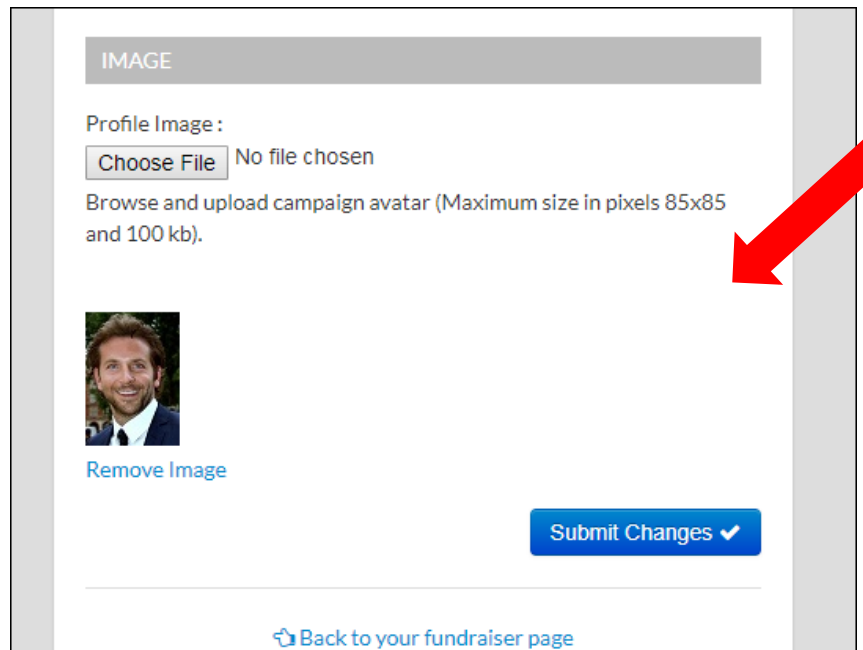 IMAGE
Profile Image :
Choose File No file chosen
Browse and upload campaign avatar (Maximum size in pixels 85x85
and 100 kb).
Remove Image
Submit Changes ✔
Back to your fundraiser page